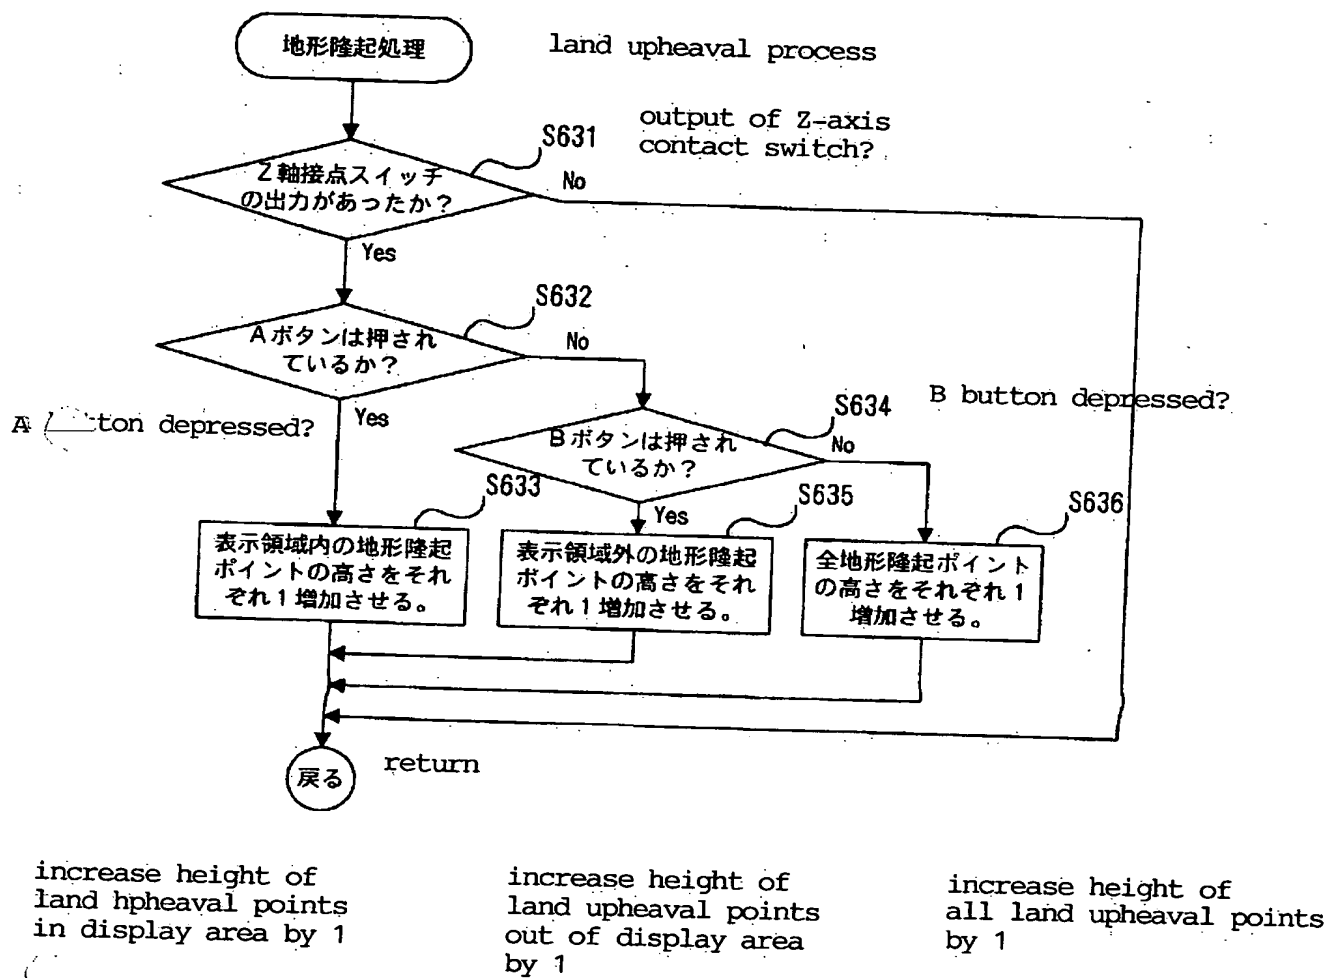 地形隆起処理
land upheaval process
output of Z-axis
contact switch?
S631
Z軸接点スイッチ
の出力があったか？
No
Yes
S632
Aボタンは押され
ているか？
No
Yes
A ton depressed?
B button depressed?
S634
Bボタンは押され
ているか？
No
Yes
S633
表示領域内の地形隆起
ポイントの高さをそれ
ぞれ1増加させる。
S635
表示領域外の地形隆起
ポイントの高さをそれ
ぞれ1増加させる。
S636
全地形隆起ポイント
の高さをそれぞれ1
増加させる。
戻る
return
increase height of
land hpheaval points
in display area by 1
increase height of
land upheaval points
out of display area
by 1
increase height of
all land upheaval points
by 1